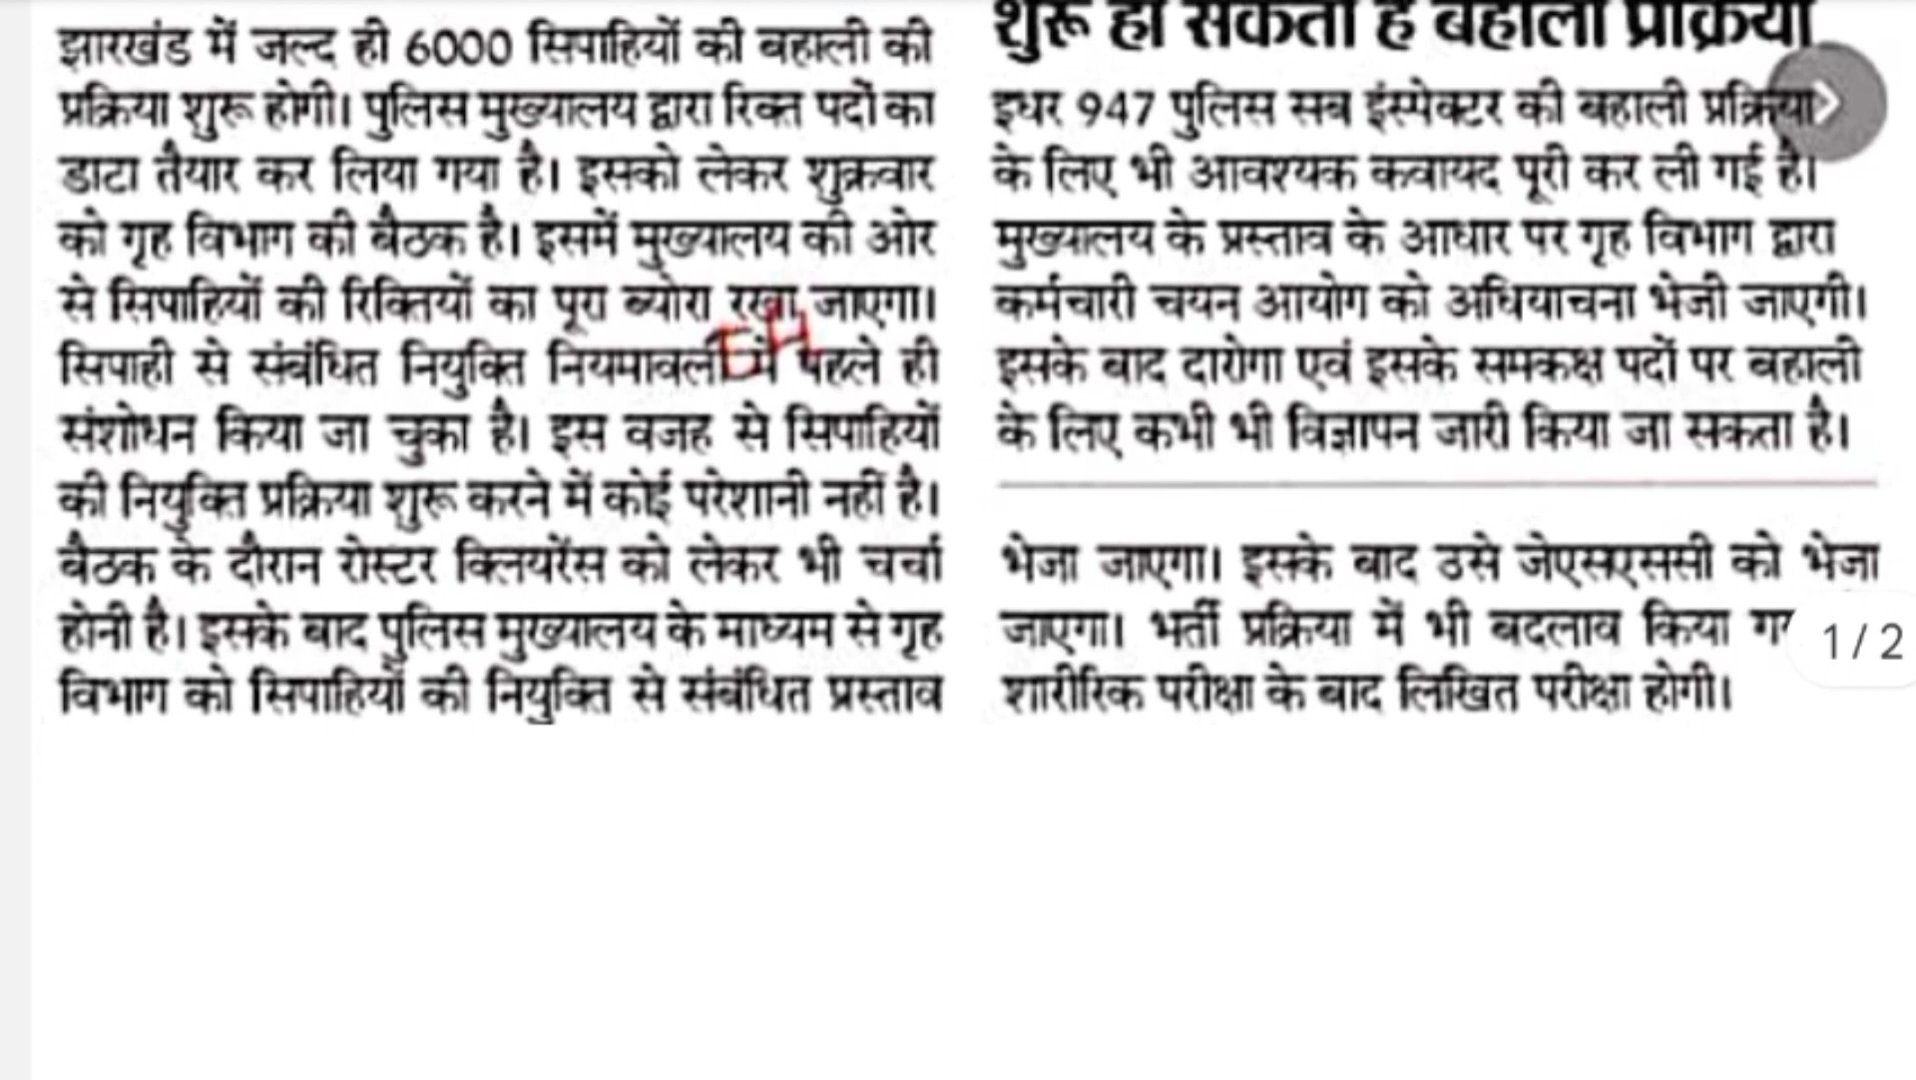 झारखंड में जल्द ही 6000 सिपाहियों की बहाली की
प्रक्रिया शुरू होगी। पुलिस मुख्यालय द्वारा रिक्त पदों का
डाटा तैयार कर लिया गया है। इसको लेकर शुक्रवार
को गृह विभाग की बैठक है। इसमें मुख्यालय की ओर
से सिपाहियों की रिक्तियों का पूरा ब्योरा रखा जाएगा।
सिपाही से संबंधित नियुक्ति नियमावली में पहले ही
संशोधन किया जा चुका है। इस वजह से सिपाहियों
की नियुक्ति प्रक्रिया शुरू करने में कोई परेशानी नहीं है।
बैठक के दौरान रोस्टर क्लियरेंस को लेकर भी चर्चा
होनी है। इसके बाद पुलिस मुख्यालय के माध्यम से गृह
विभाग को सिपाहियों की नियुक्ति से संबंधित प्रस्ताव
शुरू हो सकती है बहाली प्रक्रिया
इधर 947 पुलिस सब इंस्पेक्टर की बहाली प्रक्रिया
के लिए भी आवश्यक कवायद पूरी कर ली गई है।
मुख्यालय के प्रस्ताव के आधार पर गृह विभाग द्वारा
कर्मचारी चयन आयोग को अधियाचना भेजी जाएगी।
इसके बाद दारोगा एवं इसके समकक्ष पदों पर बहाली
के लिए कभी भी विज्ञापन जारी किया जा सकता है।
भेजा जाएगा। इसके बाद उसे जेएसएससी को भेजा
जाएगा। भर्ती प्रक्रिया में भी बदलाव किया
शारीरिक परीक्षा के बाद लिखित परीक्षा होगी।
1/2